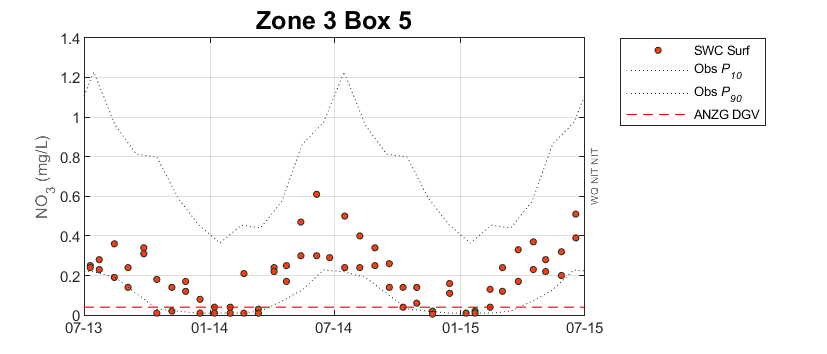 Zone 3 Box 5
1.4
1.2
1
0.8
0.6
0.4
0.2
0
NO3 (mg/L)
07-13
01-14
07-14
01-15
07-15
WQ NIT NIT
SWC Surf
Obs P10
Obs P90
ANZG DGV